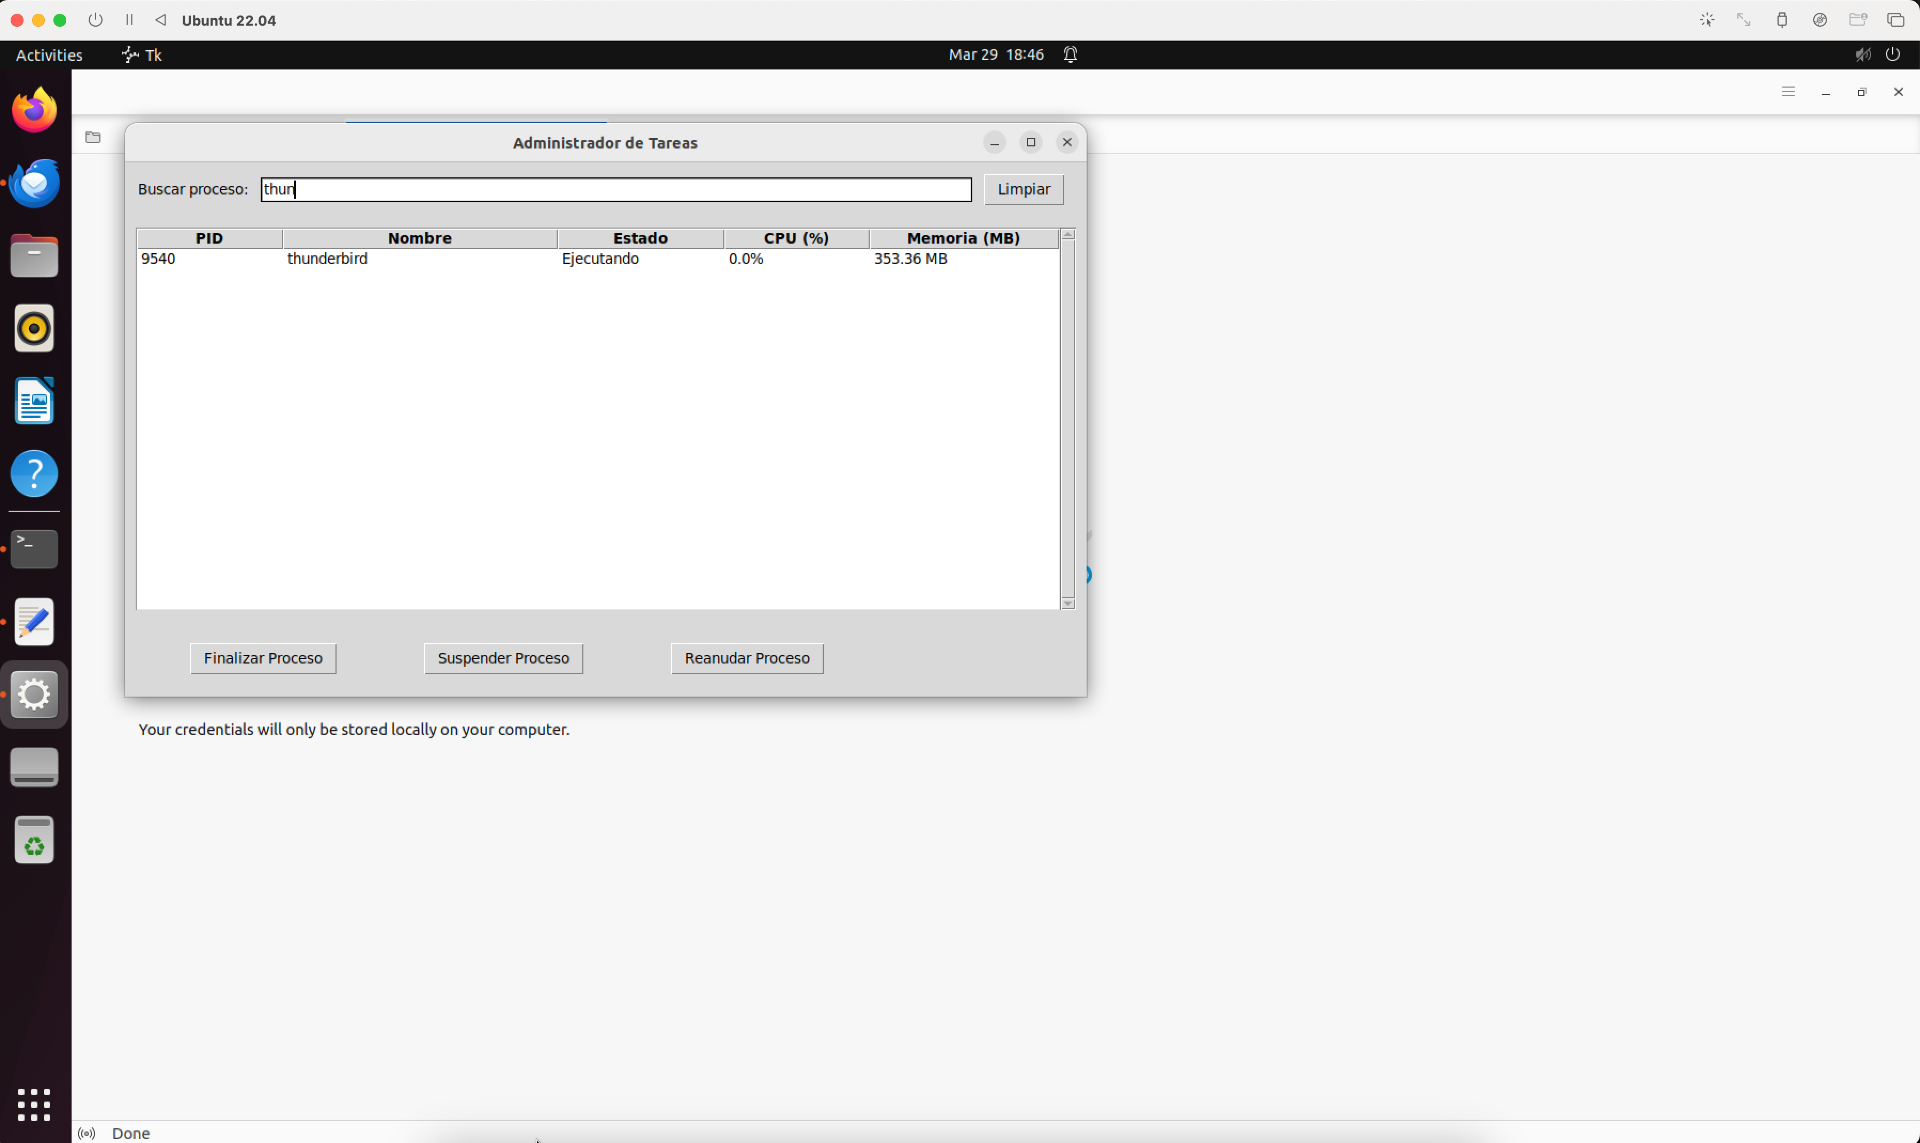 Ubuntu 22.04
Activities
Tk
Mar 29 18:46
Administrador de Tareas
Buscar proceso:
thun
Limpiar
PID Nombre Estado CPU (%) Memoria (MB)
9540 thunderbird Ejecutando 0.0% 353.36 MB
Finalizar Proceso
Suspender Proceso
Reanudar Proceso
Your credentials will only be stored locally on your computer.
Done